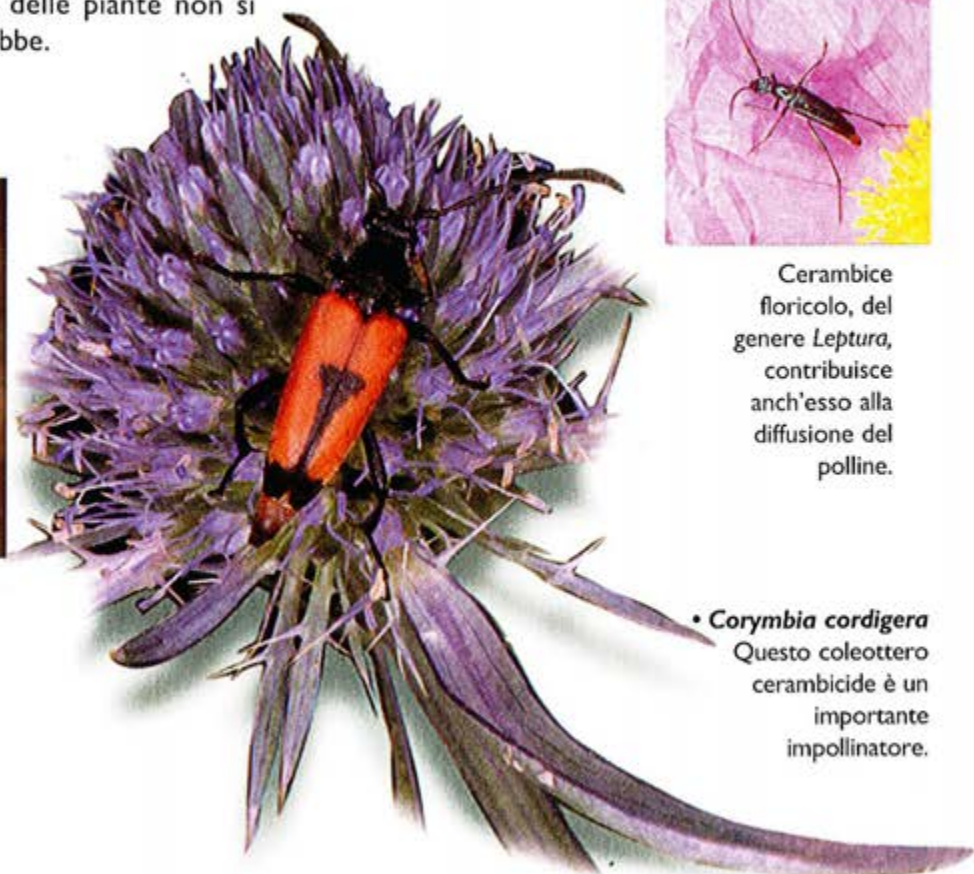 delle piante non si
bbe.
Cerambice
floricolo, del
genere Leptura,
contribuisce
anch'esso alla
diffusione del
polline.
• Corymbia cordigera
Questo coleottero
cerambicide è un
importante
impollinatore.